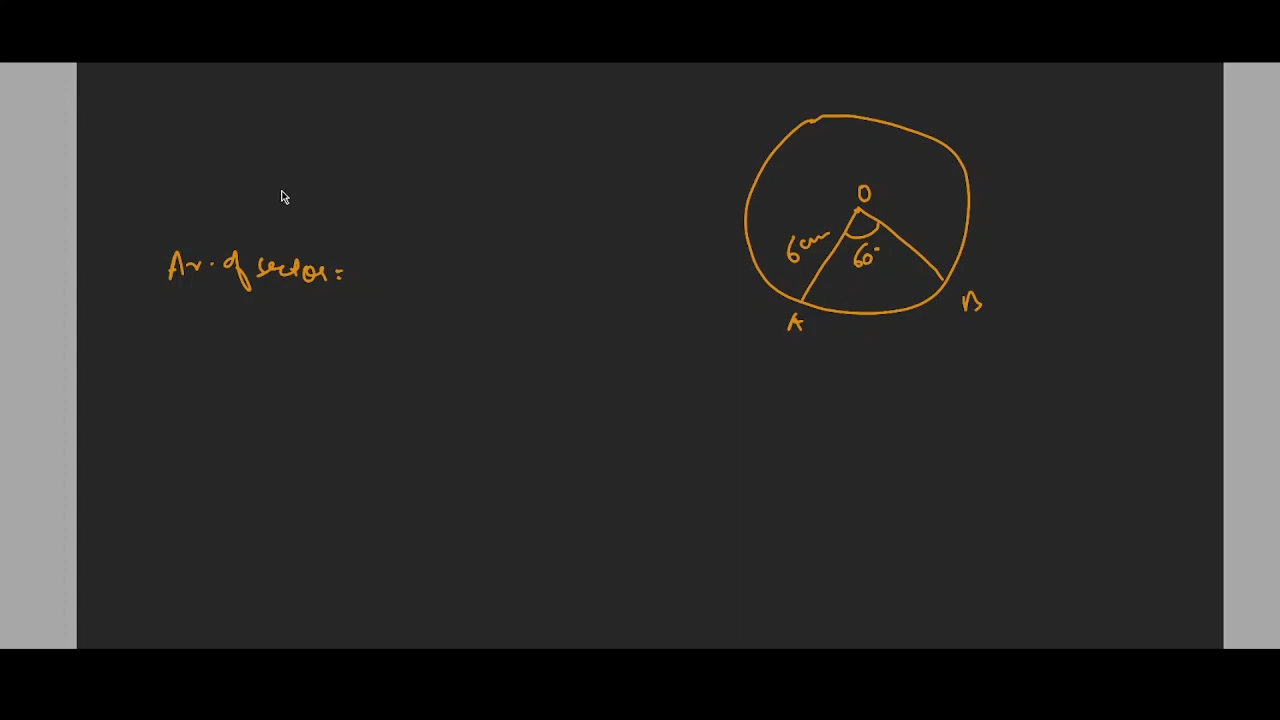 O
6cm
60°
Ar. of sector =
A
B